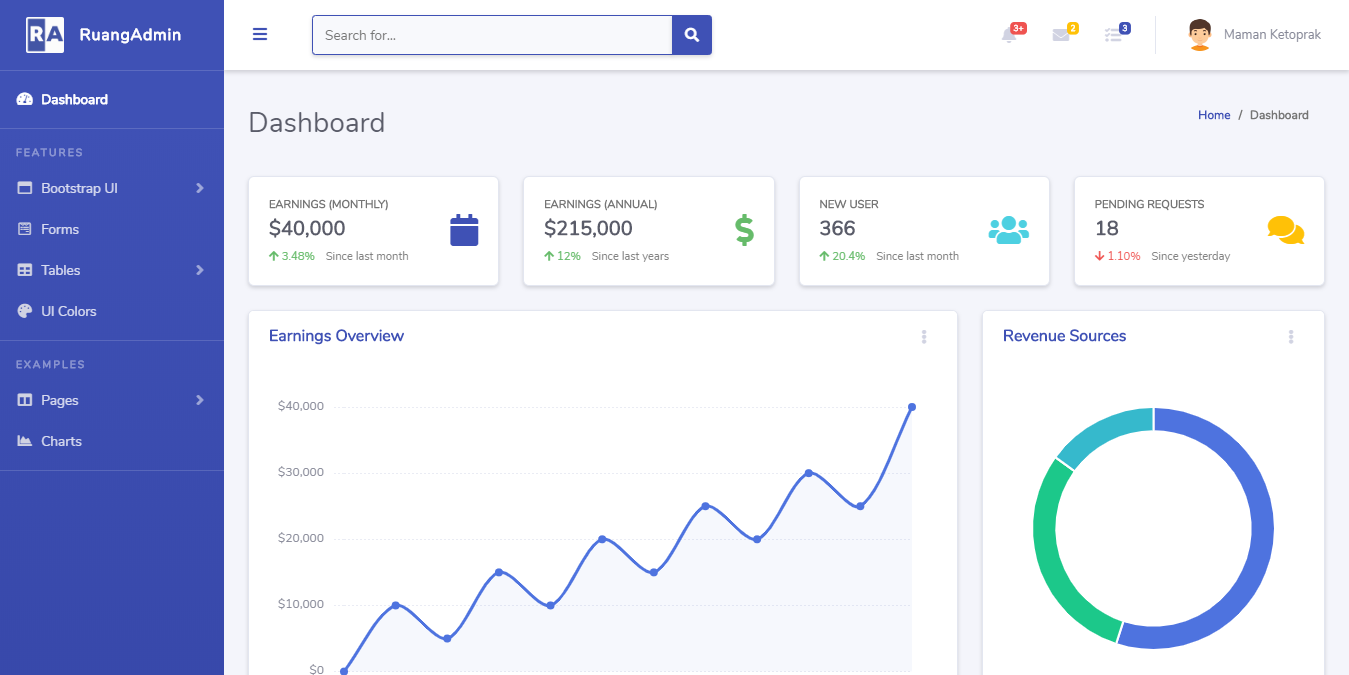 RA RuangAdmin
Search for...
3+
2
3
Maman Ketoprak
Dashboard
FEATURES
Bootstrap UI
Forms
Tables
UI Colors
EXAMPLES
Pages
Charts
Dashboard
Home / Dashboard
EARNINGS (MONTHLY)
$40,000
3.48% Since last month
EARNINGS (ANNUAL)
$215,000
12% Since last years
NEW USER
366
20.4% Since last month
PENDING REQUESTS
18
1.10% Since yesterday
Earnings Overview
$40,000
$30,000
$20,000
$10,000
$0
Revenue Sources